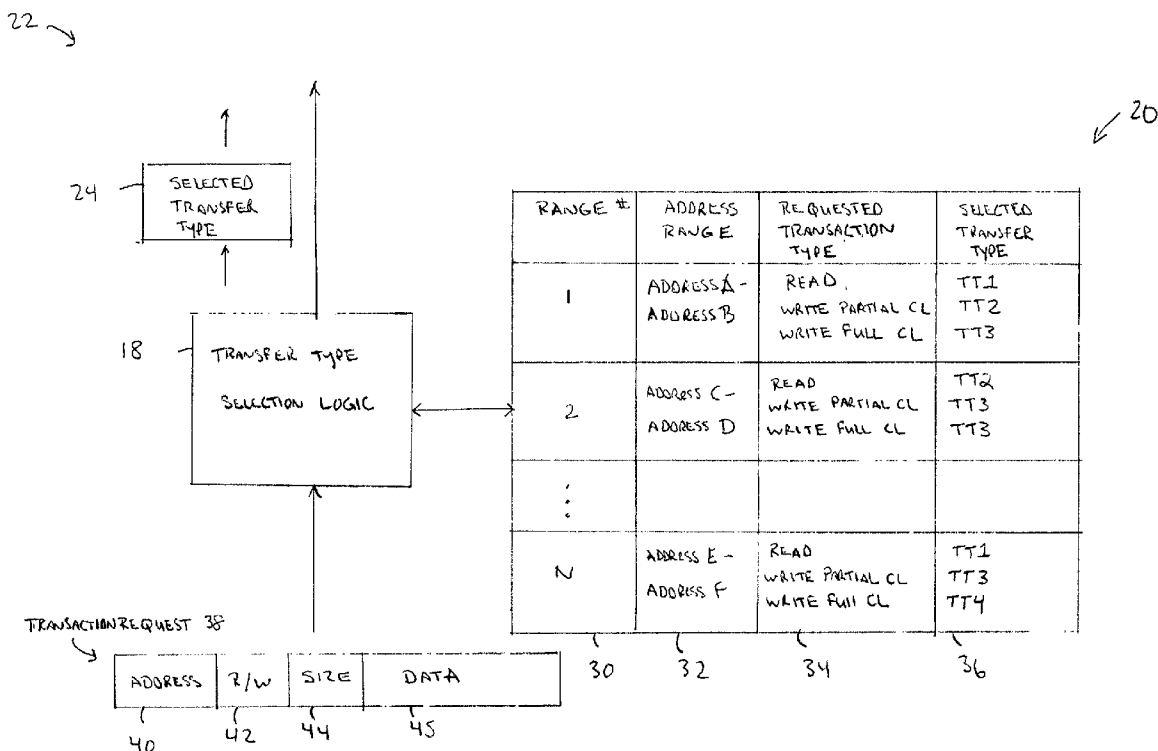 22
20
24
SELECTED
TRANSFER
TYPE
18
TRANSFER TYPE
SELECTION LOGIC
RANGE # ADDRESS RANGE REQUESTED TRANSACTION TYPE SELECTED TRANSFER TYPE
1 ADDRESS A - ADDRESS B
READ TT1
WRITE PARTIAL CL TT2
WRITE FULL CL TT3
2 ADDRESS C - ADDRESS D
READ TT2
WRITE PARTIAL CL TT3
WRITE FULL CL TT3
N ADDRESS E - ADDRESS F
READ TT1
WRITE PARTIAL CL TT3
WRITE FULL CL TT4
30 32 34 36
TRANSACTION REQUEST 38
ADDRESS R/W SIZE DATA
40 42 44 45